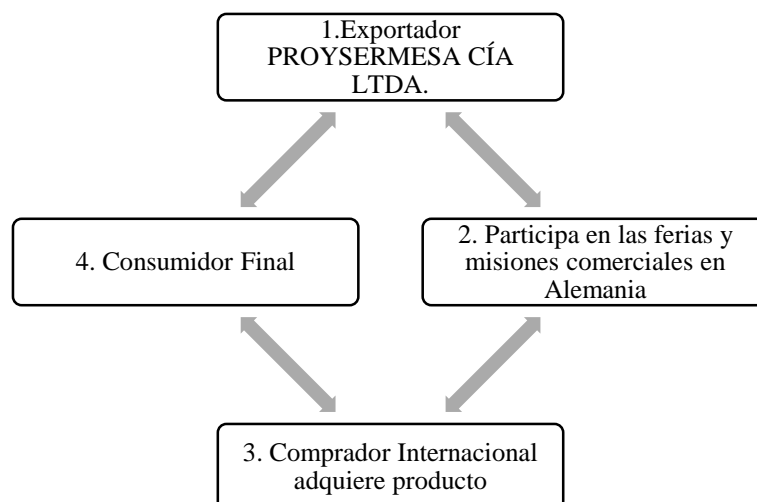 1.Exportador
PROYSERMESA CÍA
LTDA.
2. Participa en las ferias y
misiones comerciales en
Alemania
3. Comprador Internacional
adquiere producto
4. Consumidor Final